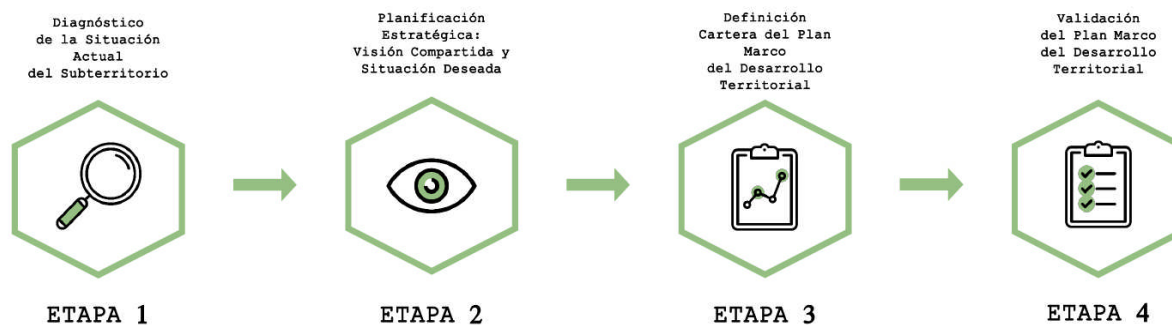 Diagnóstico
de la Situación
Actual
del Subterritorio
Planificación
Estratégica:
Visión Compartida y
Situación Deseada
Definición
Cartera del Plan
Marco
del Desarrollo
Territorial
Validación
del Plan Marco
del Desarrollo
Territorial
ETAPA 1
ETAPA 2
ETAPA 3
ETAPA 4